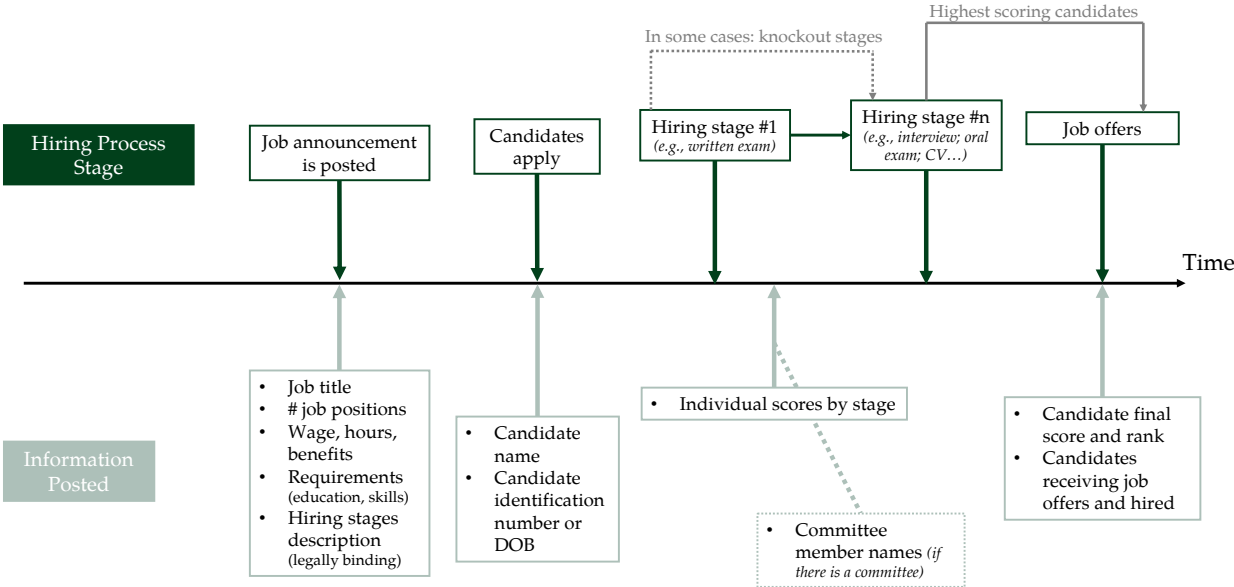 Highest scoring candidates
In some cases: knockout stages
Hiring Process
Stage
Job announcement
is posted
Candidates
apply
Hiring stage #1
(e.g., written exam)
Hiring stage #n
(e.g., interview; oral
exam; CV…)
Job offers
Time
Information
Posted
• Job title
• # job positions
• Wage, hours,
benefits
• Requirements
(education, skills)
• Hiring stages
description
(legally binding)
• Candidate
name
• Candidate
identification
number or
DOB
• Individual scores by stage
• Committee
member names (if
there is a committee)
• Candidate final
score and rank
• Candidates
receiving job
offers and hired